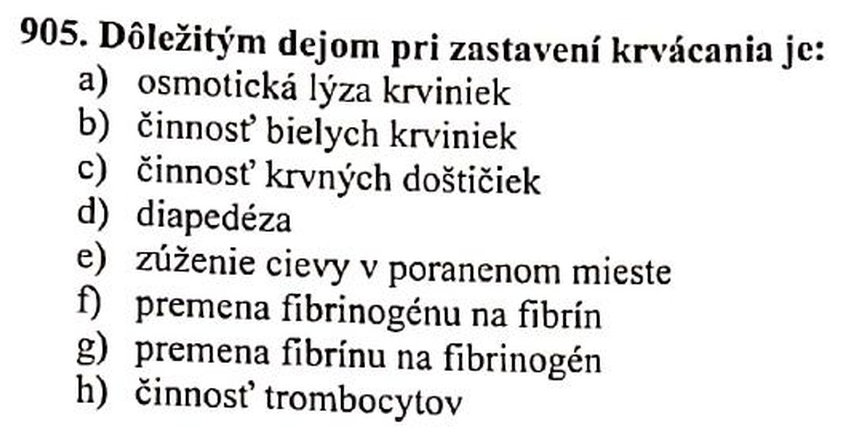 905. Dôležitým dejom pri zastavení krvácania je:
a) osmotická lýza krviniek
b) činnosť bielych krviniek
c) činnosť krvných doštičiek
d) diapedéza
e) zúženie cievy v poranenom mieste
f) premena fibrinogénu na fibrín
g) premena fibrínu na fibrinogén
h) činnosť trombocytov